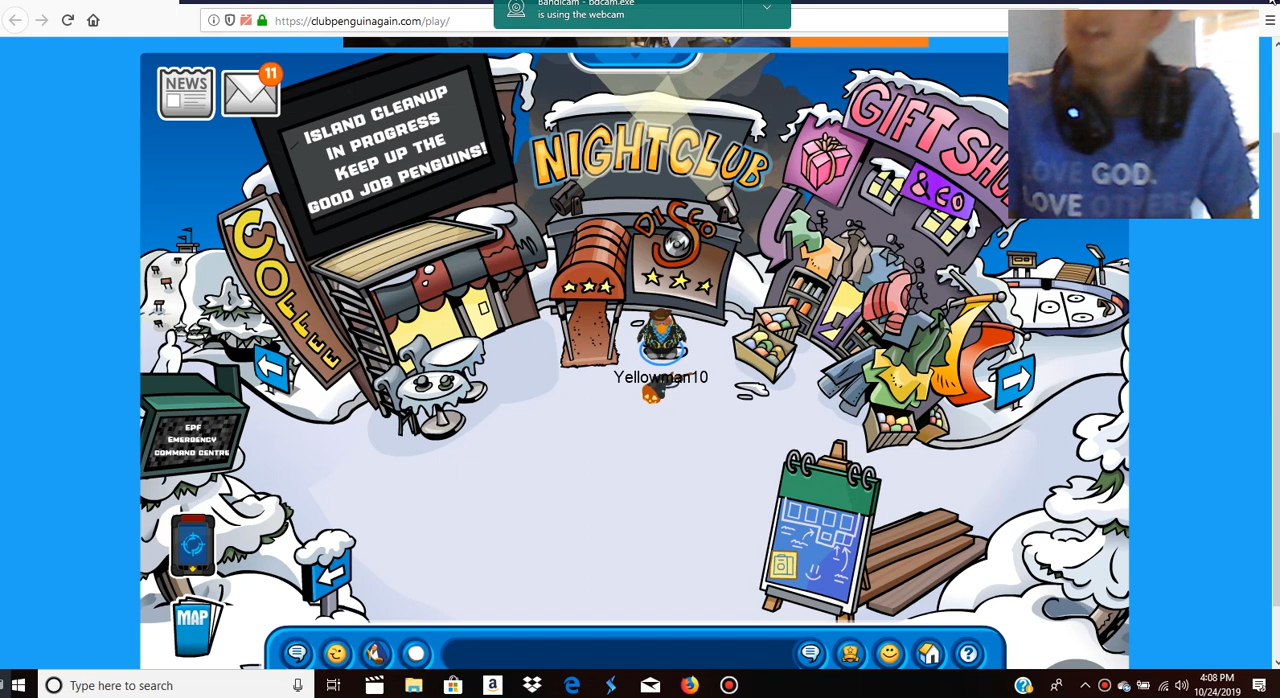 Bandicam - bdcam.exe
is using the webcam
https://clubpenguinagain.com/play/
NEWS
11
ISLAND CLEANUP
IN PROGRESS
KEEP UP THE
GOOD JOB PENGUINS!
NIGHTCLUB
DISCO
GIFT SHO
& CO
COFFEE
LOVE GOD.
LOVE OTHERS
Yellowman10
EPF
EMERGENCY
COMMAND CENTRE
MAP
Type here to search
4:08 PM
10/24/2019